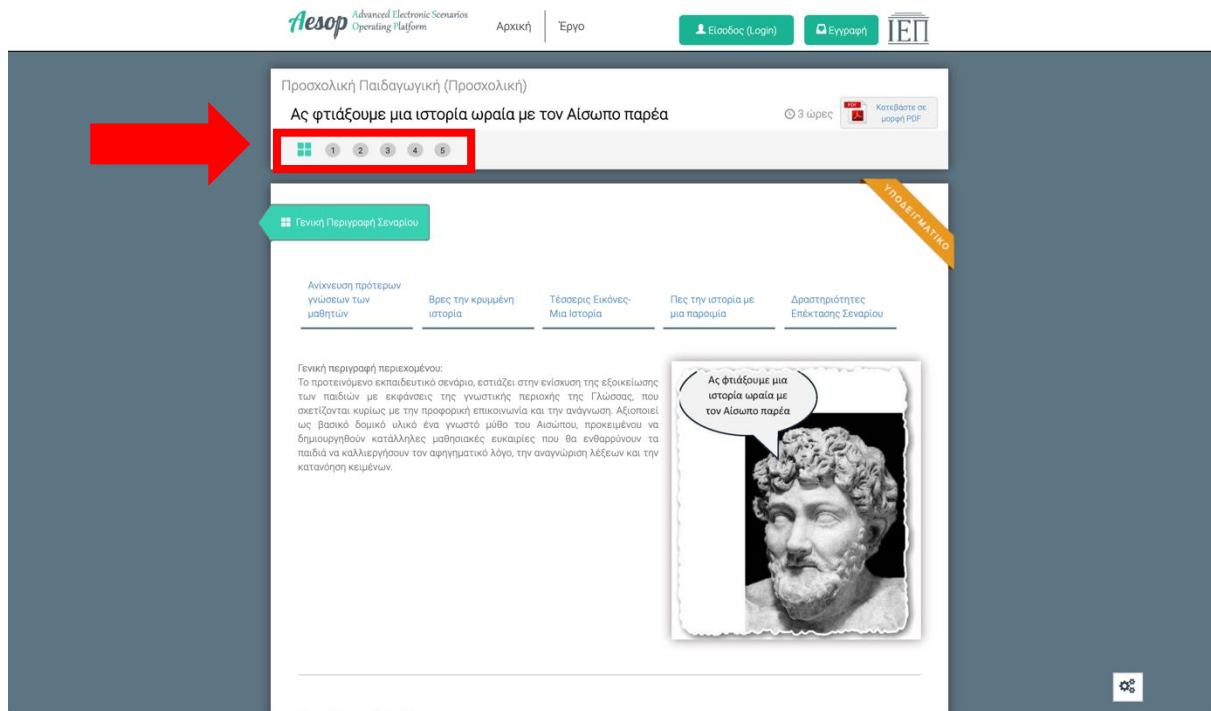 Aesop Advanced Electronic Scenarios
Operating Platform
Αρχική
Έργο
Είσοδος (Login)
Εγγραφή
ΙΕΠ
Προσχολική Παιδαγωγική (Προσχολική)
Ας φτιάξουμε μια ιστορία ωραία με τον Αίσωπο παρέα
3 ώρες
PDF
Κατεβάστε σε
μορφή PDF
1 2 3 4 5
ΥΠΟΔΕΙΓΜΑΤΙΚΟ
Γενική Περιγραφή Σεναρίου
Ανίχνευση πρότερων
γνώσεων των
μαθητών
Βρες την κρυμμένη
ιστορία
Τέσσερις Εικόνες-
Μια Ιστορία
Πες την ιστορία με
μια παροιμία
Δραστηριότητες
Επέκτασης Σεναρίου
Γενική περιγραφή περιεχομένου:
Το προτεινόμενο εκπαιδευτικό σενάριο, εστιάζει στην ενίσχυση της εξοικείωσης
των παιδιών με εκφάνσεις της γνωστικής περιοχής της Γλώσσας, που
σχετίζονται κυρίως με την προφορική επικοινωνία και την ανάγνωση. Αξιοποιεί
ως βασικό δομικό υλικό ένα γνωστό μύθο του Αισώπου, προκειμένου να
δημιουργηθούν κατάλληλες μαθησιακές ευκαιρίες που θα ενθαρρύνουν τα
παιδιά να καλλιεργήσουν τον αφηγηματικό λόγο, την αναγνώριση λέξεων και την
κατανόηση κειμένων.
Ας φτιάξουμε μια
ιστορία ωραία με
τον Αίσωπο παρέα